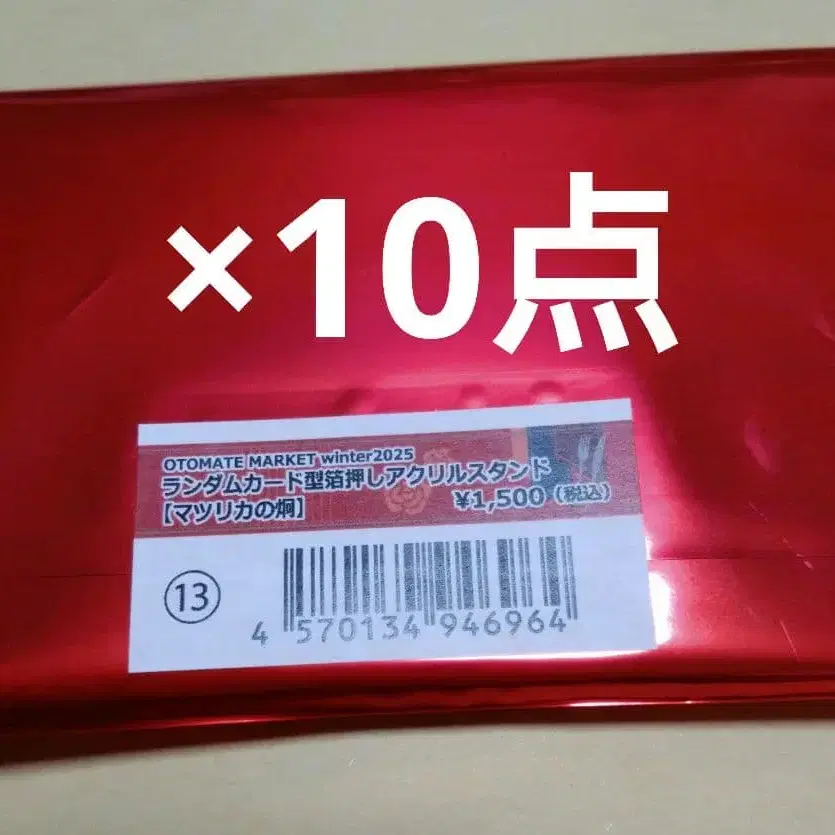 ×10点
OTOMATE MARKET winter2025
ランダムカード型箔押しアクリルスタンド
【マツリカの炯】 ¥1,500（税込）
⑬
4 570134 946964